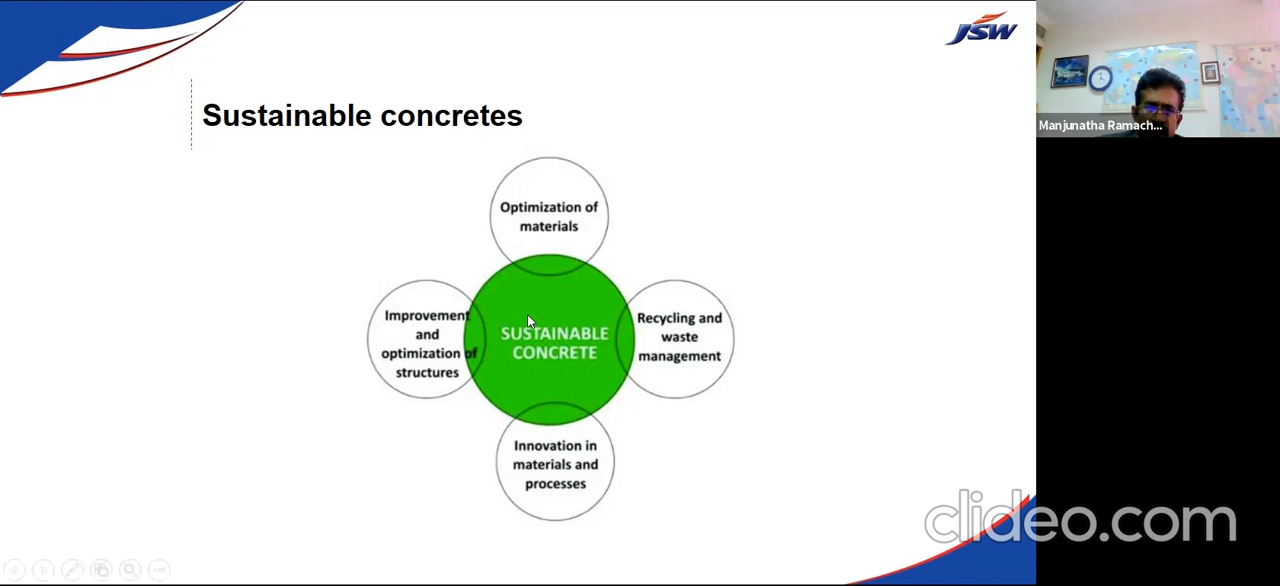 JSW
Sustainable concretes
Manjunatha Ramach...
Optimization of
materials
Improvement
and
optimization of
structures
SUSTAINABLE
CONCRETE
Recycling and
waste
management
Innovation in
materials and
processes
clideo.com